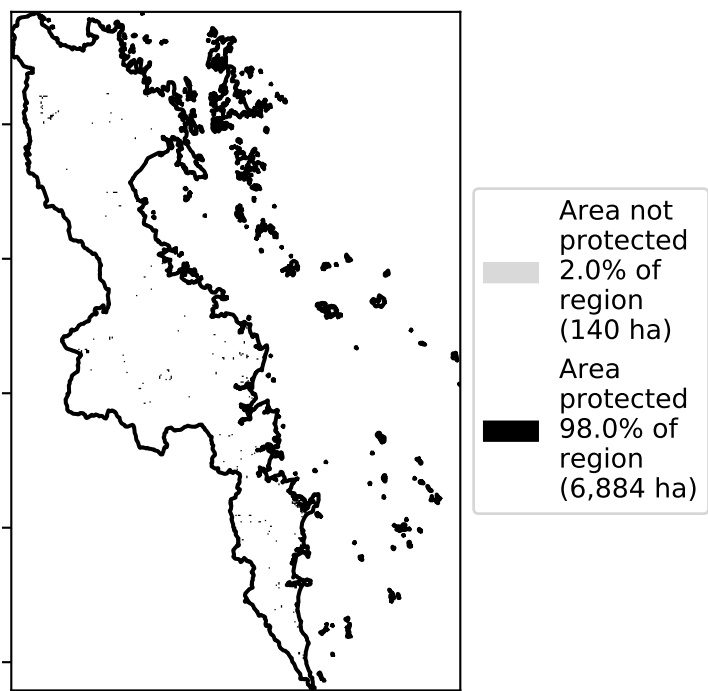 Area not
protected
2.0% of
region
(140 ha)
Area
protected
98.0% of
region
(6,884 ha)